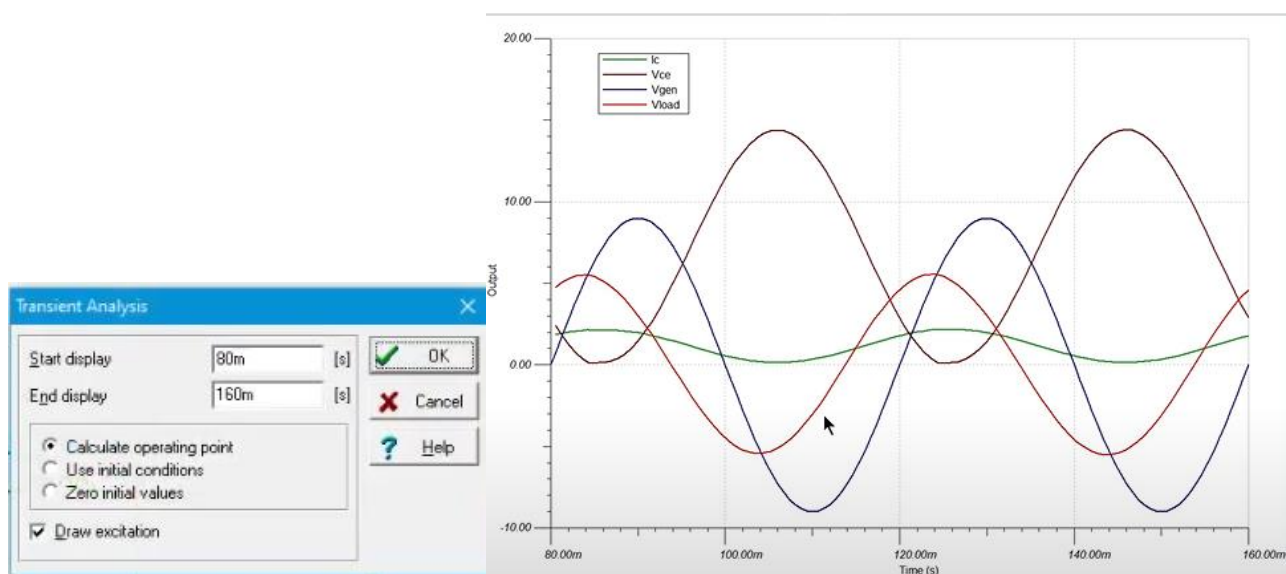 Transient Analysis
Start display 80m [s]
End display 160m [s]
Calculate operating point
Use initial conditions
Zero initial values
Draw excitation
OK
Cancel
? Help
20.00
10.00
0.00
-10.00
Output
Ic
Vce
Vgen
Vload
80.00m 100.00m 120.00m 140.00m 160.00m
Time (s)